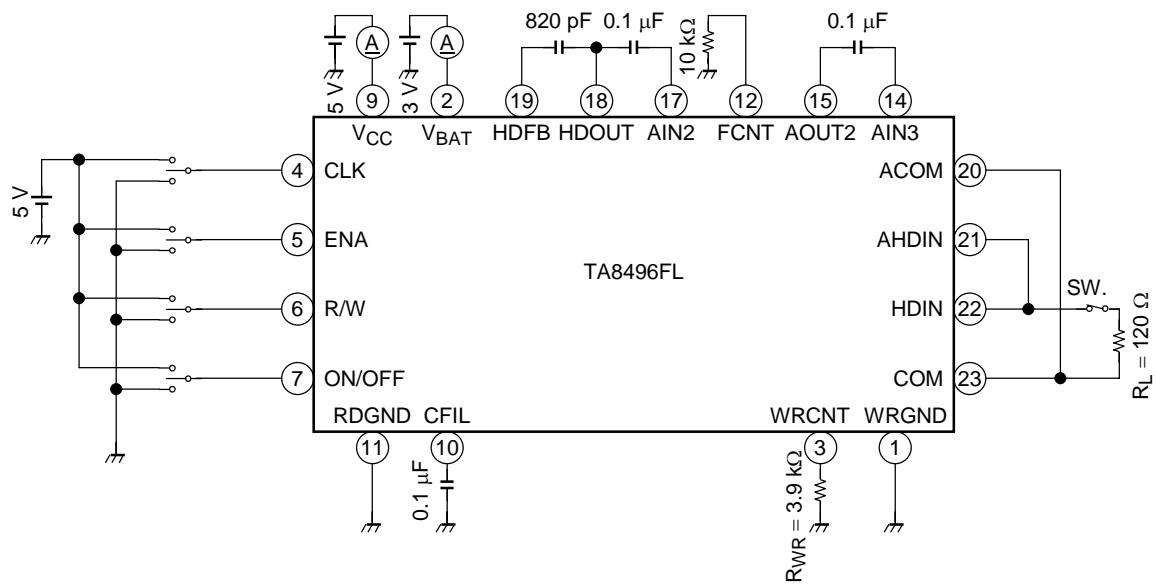 820 pF 0.1 μF
10 kΩ
0.1 μF
A A
5 V 3 V
9 2 19 18 17 12 15 14
VCC VBAT HDFB HDOUT AIN2 FCNT AOUT2 AIN3
5 V
4 CLK ACOM 20
5 ENA AHDIN 21
TA8496FL
6 R/W HDIN 22
SW.
RL = 120 Ω
7 ON/OFF COM 23
RDGND CFIL WRCNT WRGND
11 10 3 1
0.1 μF
RWR = 3.9 kΩ